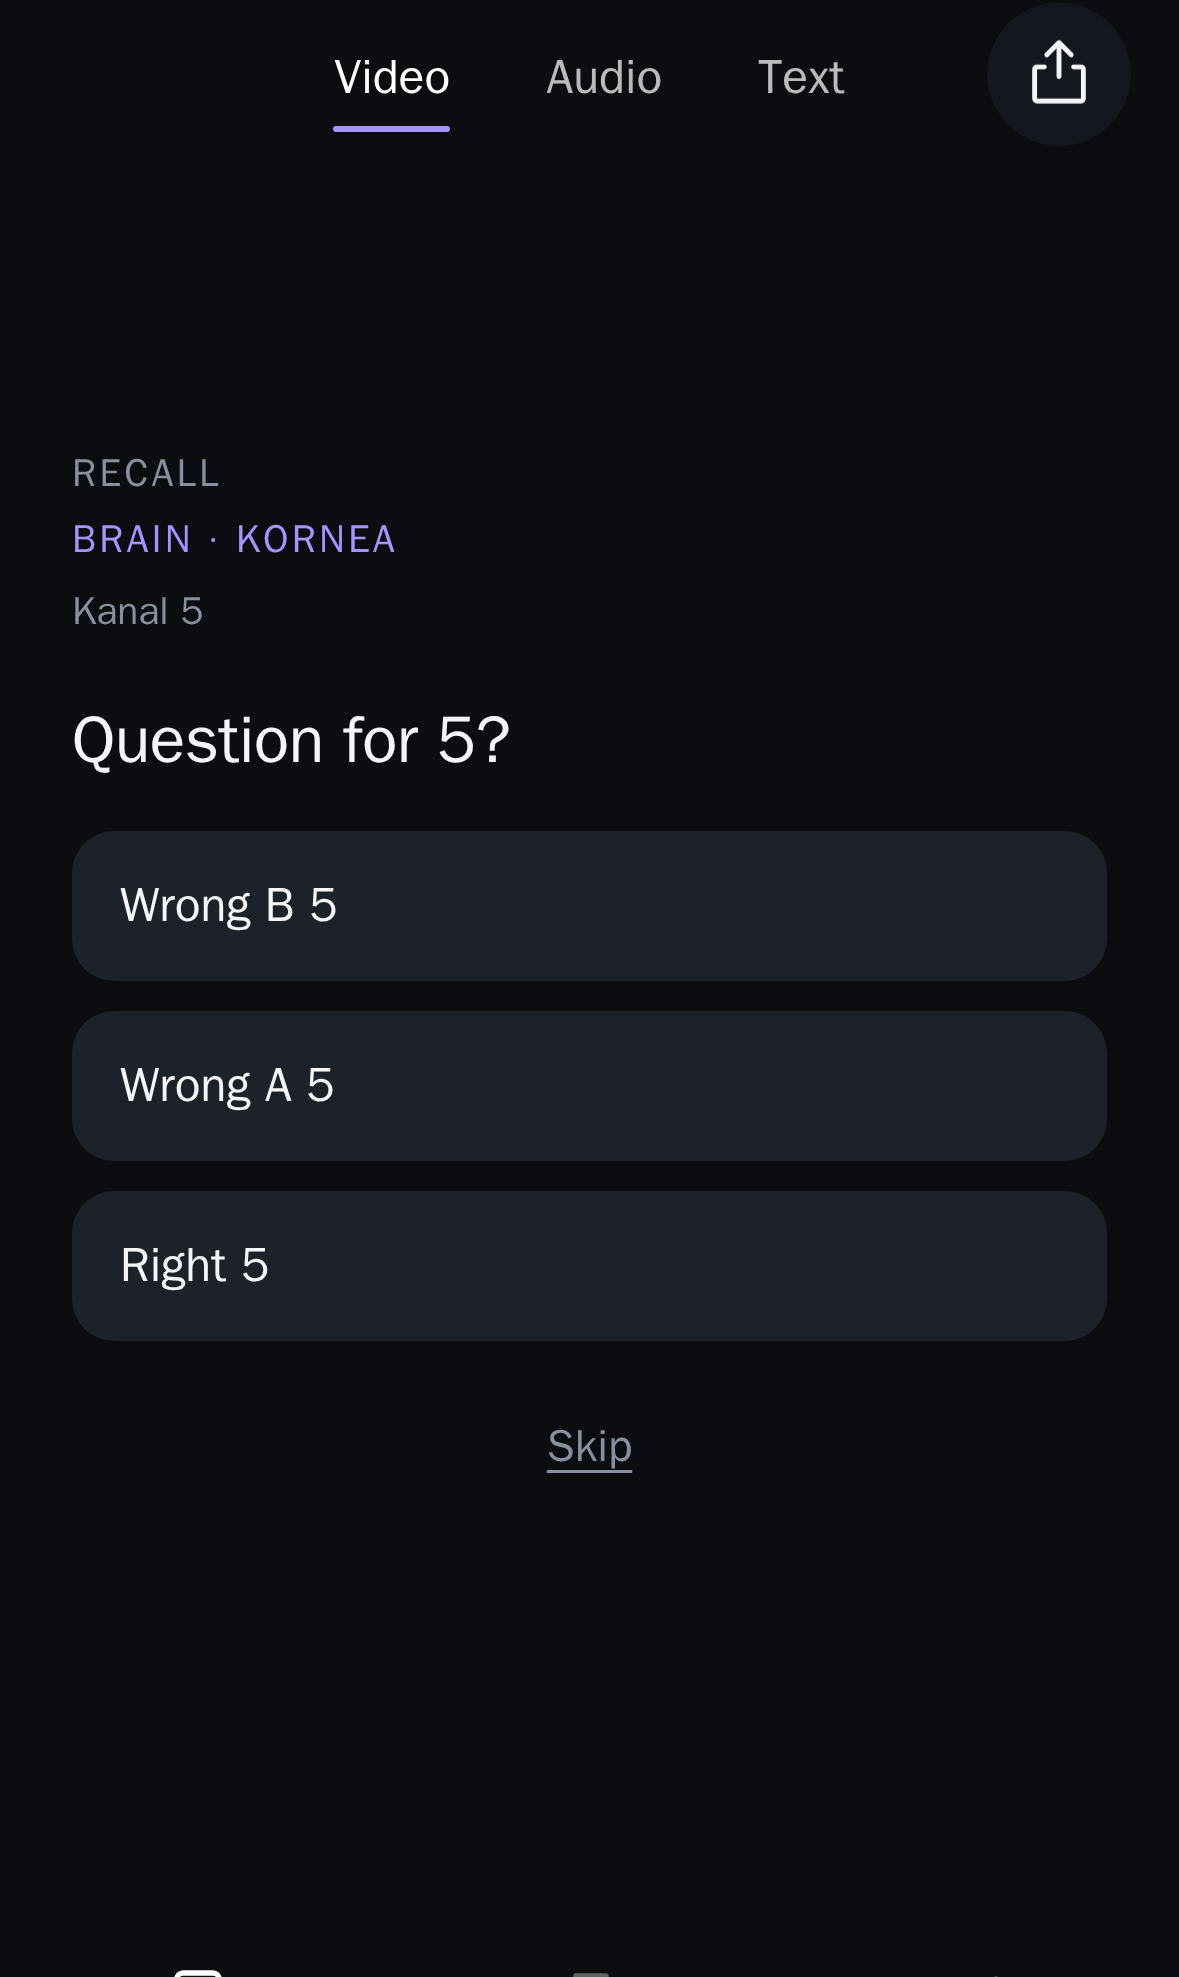 Video Audio Text
RECALL
BRAIN · KORNEA
Kanal 5
Question for 5?
Wrong B 5
Wrong A 5
Right 5
Skip